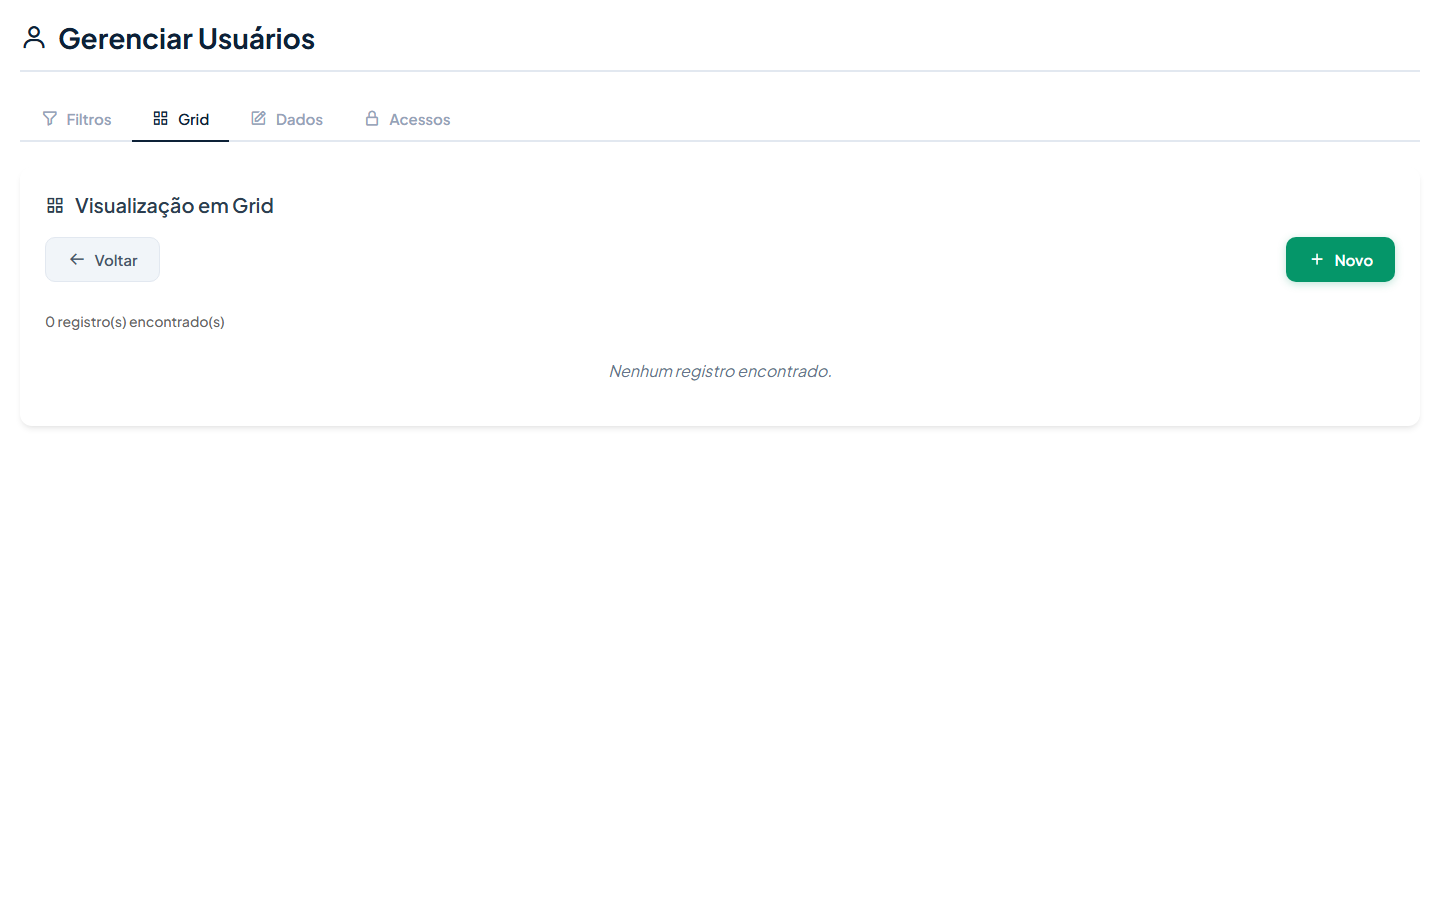 Gerenciar Usuários
Filtros Grid Dados Acessos
Visualização em Grid
Voltar Novo
0 registro(s) encontrado(s)
Nenhum registro encontrado.